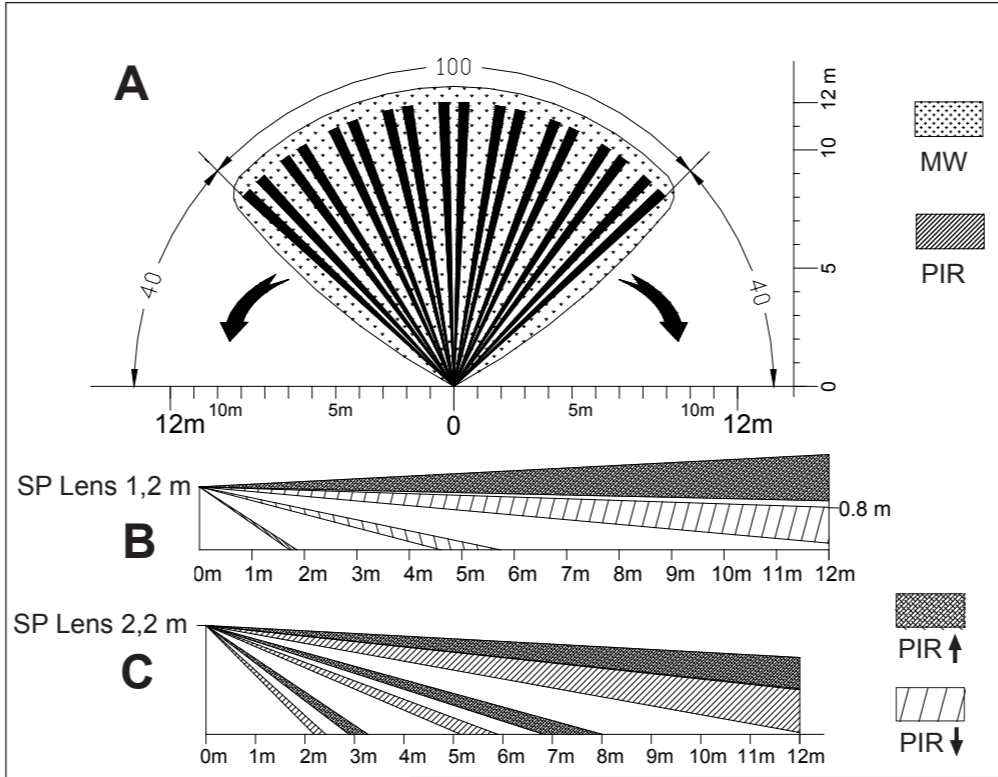 A
100
40
40
12 m
10
5
0
10m 5m 5m 10m
12m 0 12m
MW
PIR
SP Lens 1,2 m
B
0.8 m
0m 1m 2m 3m 4m 5m 6m 7m 8m 9m 10m 11m 12m
SP Lens 2,2 m
C
0m 1m 2m 3m 4m 5m 6m 7m 8m 9m 10m 11m 12m
PIR
PIR